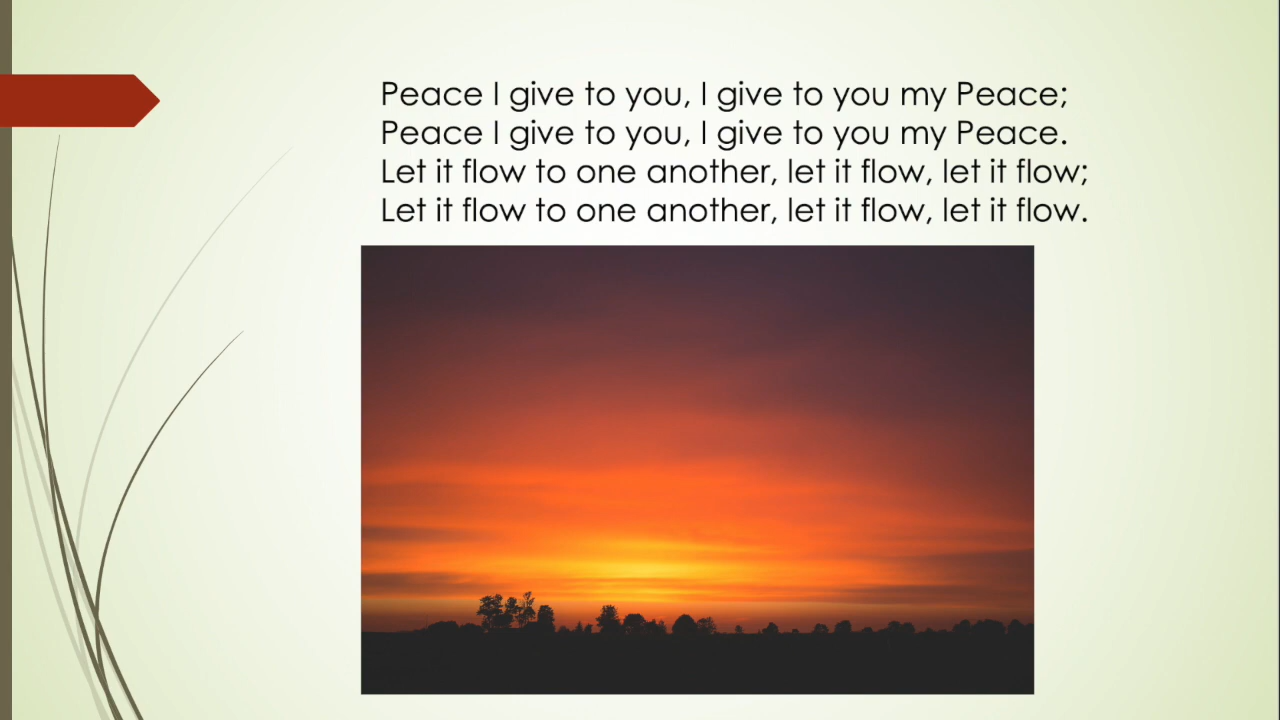 Peace I give to you, I give to you my Peace;
Peace I give to you, I give to you my Peace.
Let it flow to one another, let it flow, let it flow;
Let it flow to one another, let it flow, let it flow.